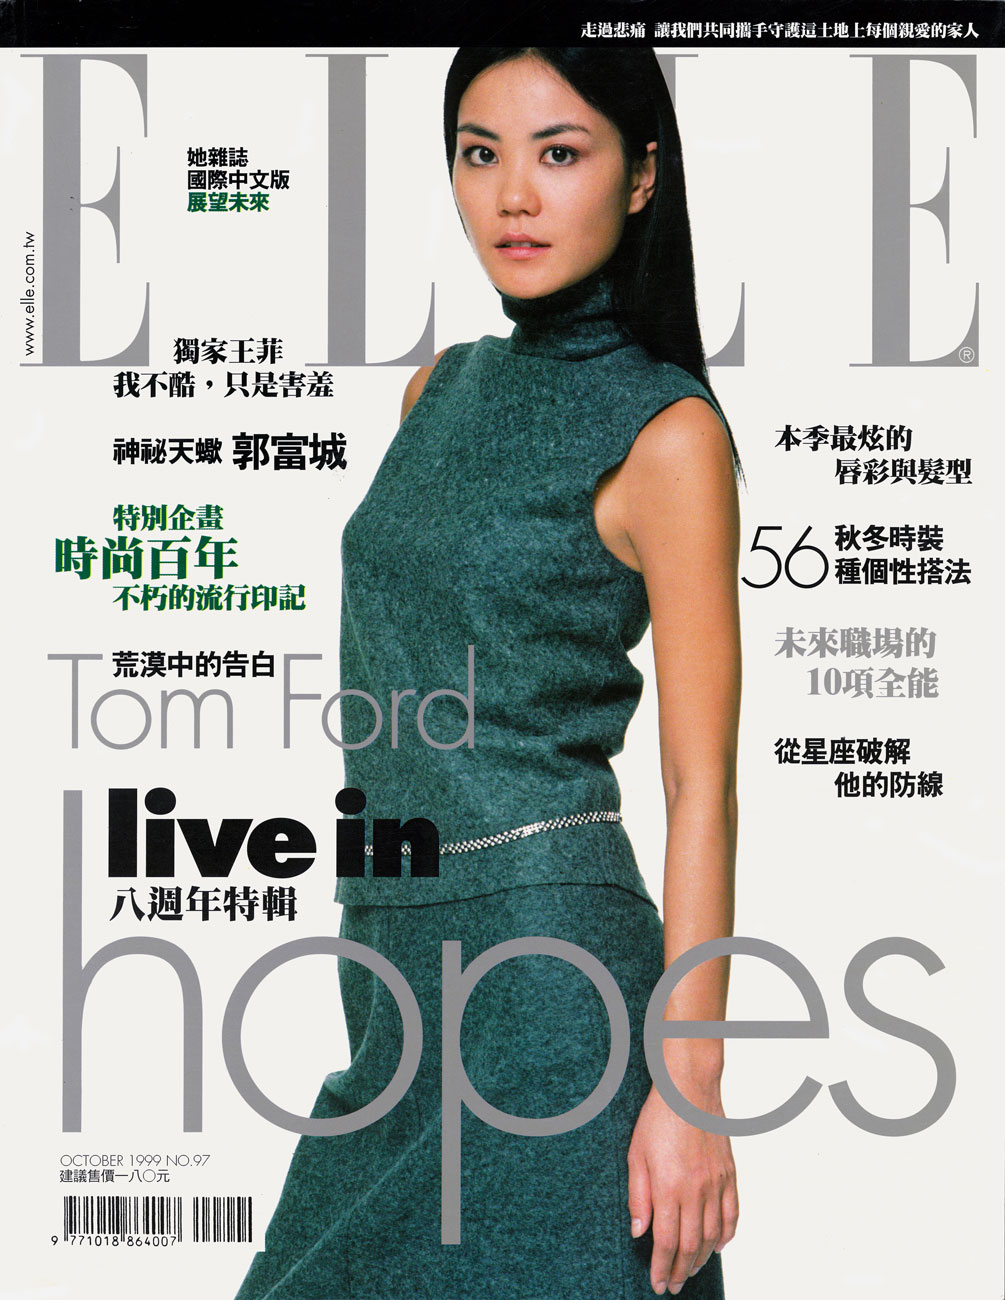 走過悲痛 讓我們共同攜手守護這土地上每個親愛的家人
ELLE
®
她雜誌
國際中文版
展望未來
www.elle.com.tw
獨家王菲
我不酷，只是害羞
神祕天蠍 郭富城
特別企畫
時尚百年
不朽的流行印記
荒漠中的告白
Tom Ford
live in
八週年特輯
hopes
本季最炫的
唇彩與髮型
56 秋冬時裝
種個性搭法
未來職場的
10項全能
從星座破解
他的防線
OCTOBER 1999 NO.97
建議售價一八〇元
9 771018 864007